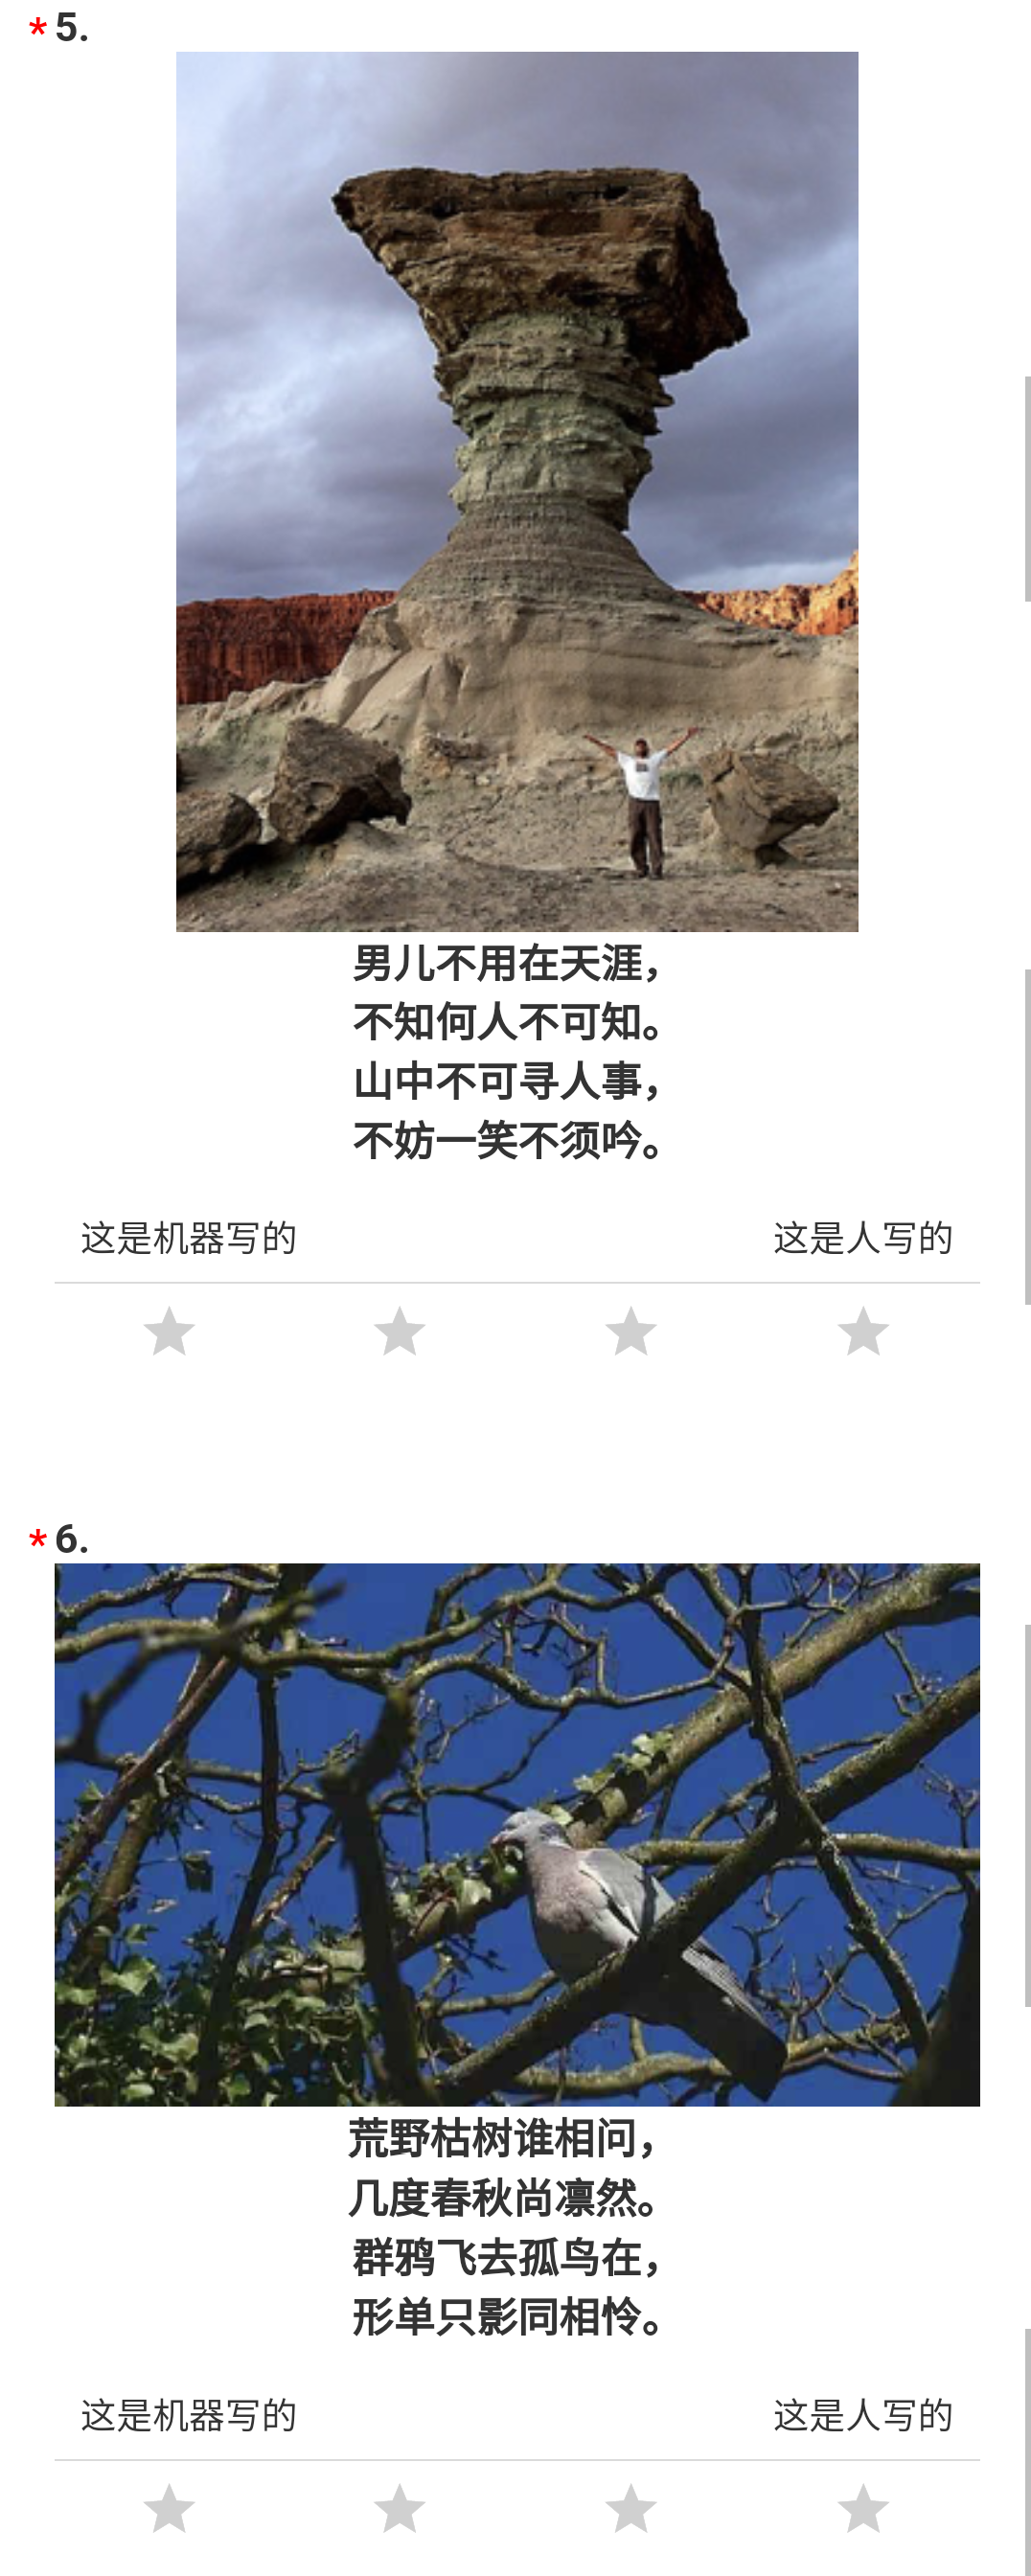 * 5.
男儿不用在天涯，
不知何人不可知。
山中不可寻人事，
不妨一笑不须吟。
这是机器写的 这是人写的
* 6.
荒野枯树谁相问，
几度春秋尚凛然。
群鸦飞去孤鸟在，
形单只影同相怜。
这是机器写的 这是人写的